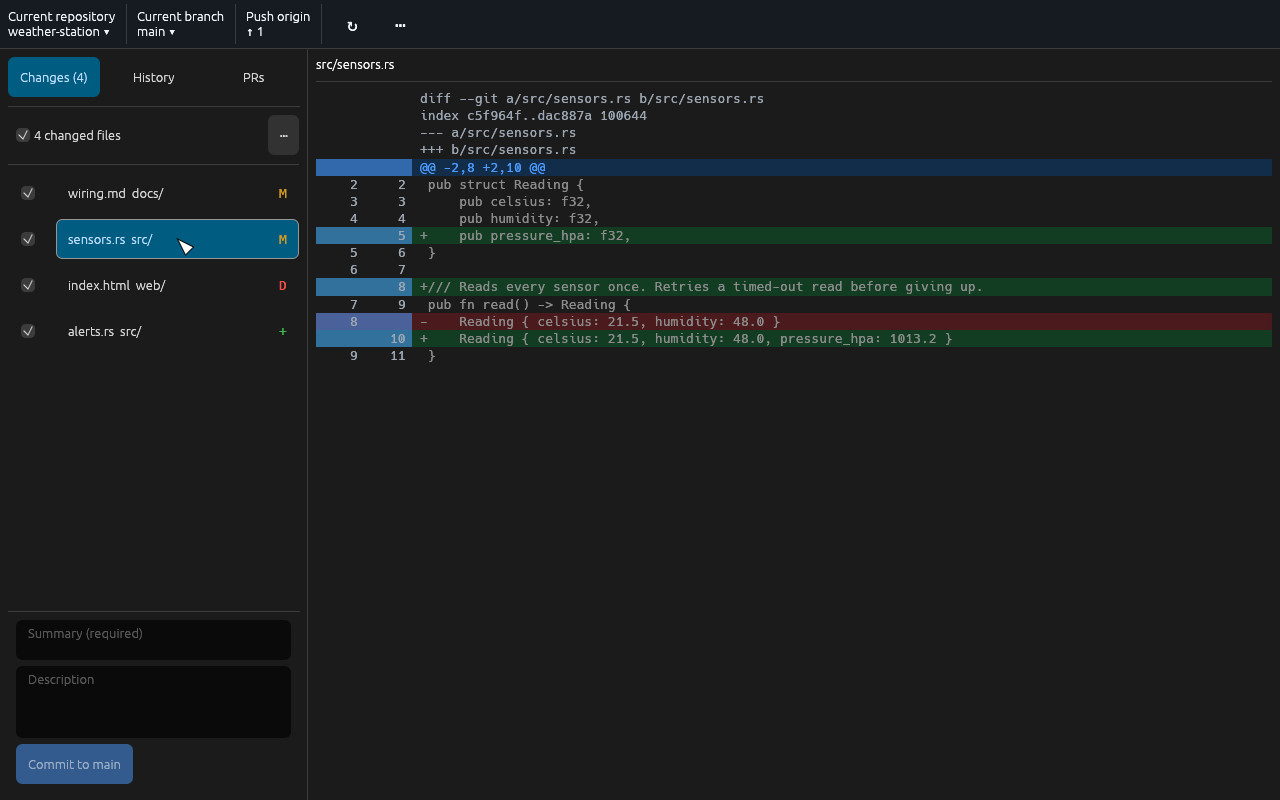 Current repository
weather-station ▾
Current branch
main ▾
Push origin
↑ 1
↻
⋯
Changes (4)
History
PRs
4 changed files
⋯
wiring.md docs/ M
sensors.rs src/ M
index.html web/ D
alerts.rs src/ +
Summary (required)
Description
Commit to main
src/sensors.rs
diff --git a/src/sensors.rs b/src/sensors.rs
index c5f964f..dac887a 100644
--- a/src/sensors.rs
+++ b/src/sensors.rs
@@ -2,8 +2,10 @@
2 2 pub struct Reading {
3 3     pub celsius: f32,
4 4     pub humidity: f32,
5 +    pub pressure_hpa: f32,
5 6 }
6 7
8 +/// Reads every sensor once. Retries a timed-out read before giving up.
7 9 pub fn read() -> Reading {
8 -    Reading { celsius: 21.5, humidity: 48.0 }
10 +    Reading { celsius: 21.5, humidity: 48.0, pressure_hpa: 1013.2 }
9 11 }